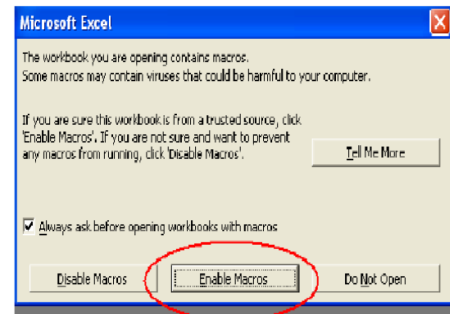 Microsoft Excel
The workbook you are opening contains macros.
Some macros may contain viruses that could be harmful to your computer.
If you are sure this workbook is from a trusted source, click
'Enable Macros'. If you are not sure and want to prevent
any macros from running, click 'Disable Macros'.
Tell Me More
Always ask before opening workbooks with macros
Disable Macros
Enable Macros
Do Not Open